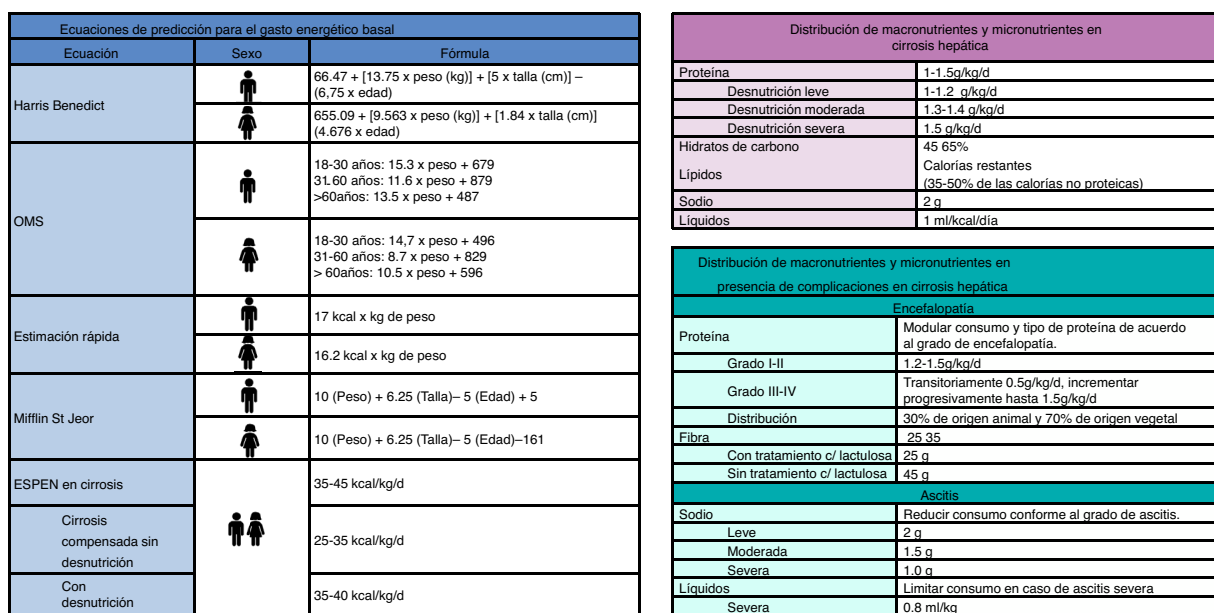 Ecuaciones de predicción para el gasto energético basal
Ecuación Sexo Fórmula
Harris Benedict
66.47 + [13.75 x peso (kg)] + [5 x talla (cm)] –
(6,75 x edad)
655.09 + [9.563 x peso (kg)] + [1.84 x talla (cm)]
(4.676 x edad)
OMS
18-30 años: 15.3 x peso + 679
31.60 años: 11.6 x peso + 879
>60años: 13.5 x peso + 487
18-30 años: 14,7 x peso + 496
31-60 años: 8.7 x peso + 829
> 60años: 10.5 x peso + 596
Estimación rápida
17 kcal x kg de peso
16.2 kcal x kg de peso
Mifflin St Jeor
10 (Peso) + 6.25 (Talla)– 5 (Edad) + 5
10 (Peso) + 6.25 (Talla)– 5 (Edad)–161
ESPEN en cirrosis
35-45 kcal/kg/d
Cirrosis
compensada sin
desnutrición
25-35 kcal/kg/d
Con
desnutrición
35-40 kcal/kg/d
Distribución de macronutrientes y micronutrientes en
cirrosis hepática
Proteína 1-1.5g/kg/d
Desnutrición leve 1-1.2 g/kg/d
Desnutrición moderada 1.3-1.4 g/kg/d
Desnutrición severa 1.5 g/kg/d
Hidratos de carbono 45 65%
Lípidos
Calorías restantes
(35-50% de las calorías no proteicas)
Sodio 2 g
Líquidos 1 ml/kcal/día
Distribución de macronutrientes y micronutrientes en
presencia de complicaciones en cirrosis hepática
Encefalopatía
Proteína
Modular consumo y tipo de proteína de acuerdo
al grado de encefalopatía.
Grado I-II 1.2-1.5g/kg/d
Grado III-IV
Transitoriamente 0.5g/kg/d, incrementar
progresivamente hasta 1.5g/kg/d
Distribución 30% de origen animal y 70% de origen vegetal
Fibra 25 35
Con tratamiento c/ lactulosa 25 g
Sin tratamiento c/ lactulosa 45 g
Ascitis
Sodio Reducir consumo conforme al grado de ascitis.
Leve 2 g
Moderada 1.5 g
Severa 1.0 g
Líquidos Limitar consumo en caso de ascitis severa
Severa 0.8 ml/kg